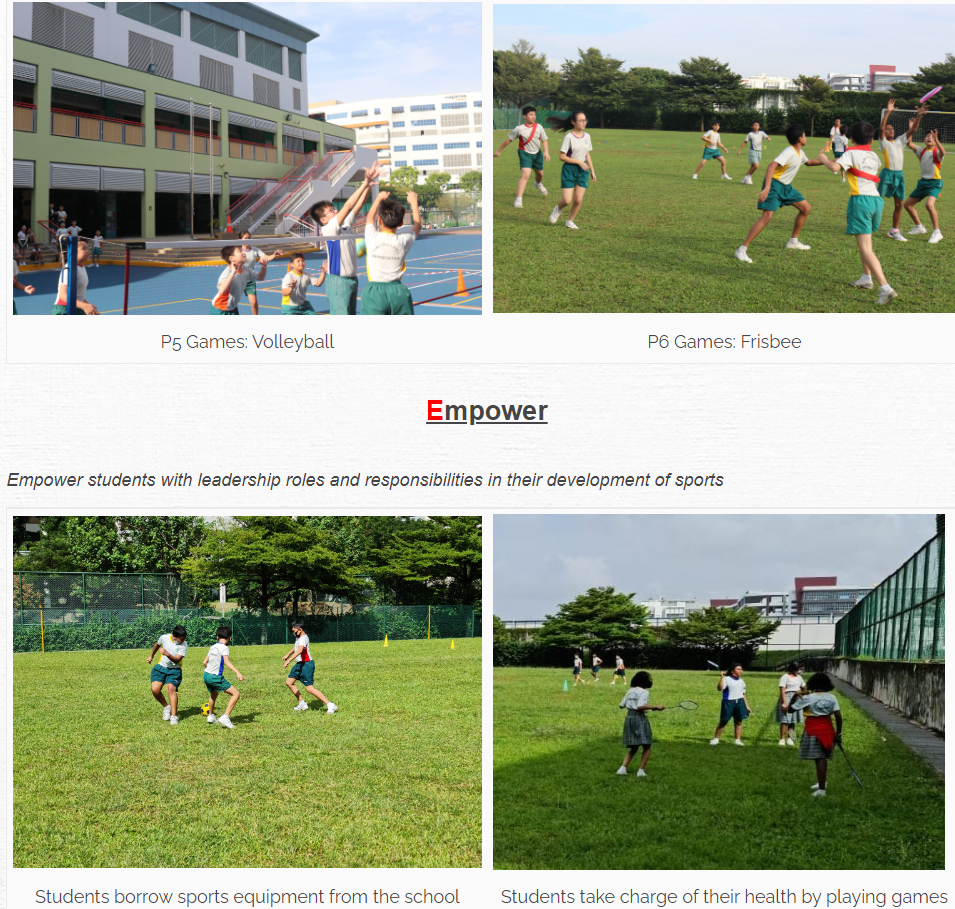 P5 Games: Volleyball
P6 Games: Frisbee
Empower
Empower students with leadership roles and responsibilities in their development of sports
Students borrow sports equipment from the school
Students take charge of their health by playing games